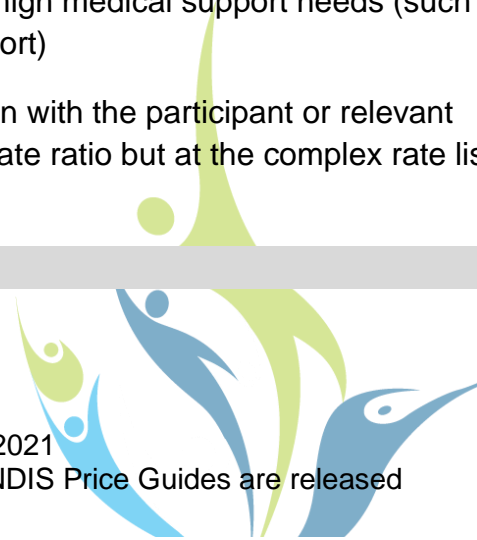 high medical support needs (such
ort)
n with the participant or relevant
ate ratio but at the complex rate lis
2021
NDIS Price Guides are released